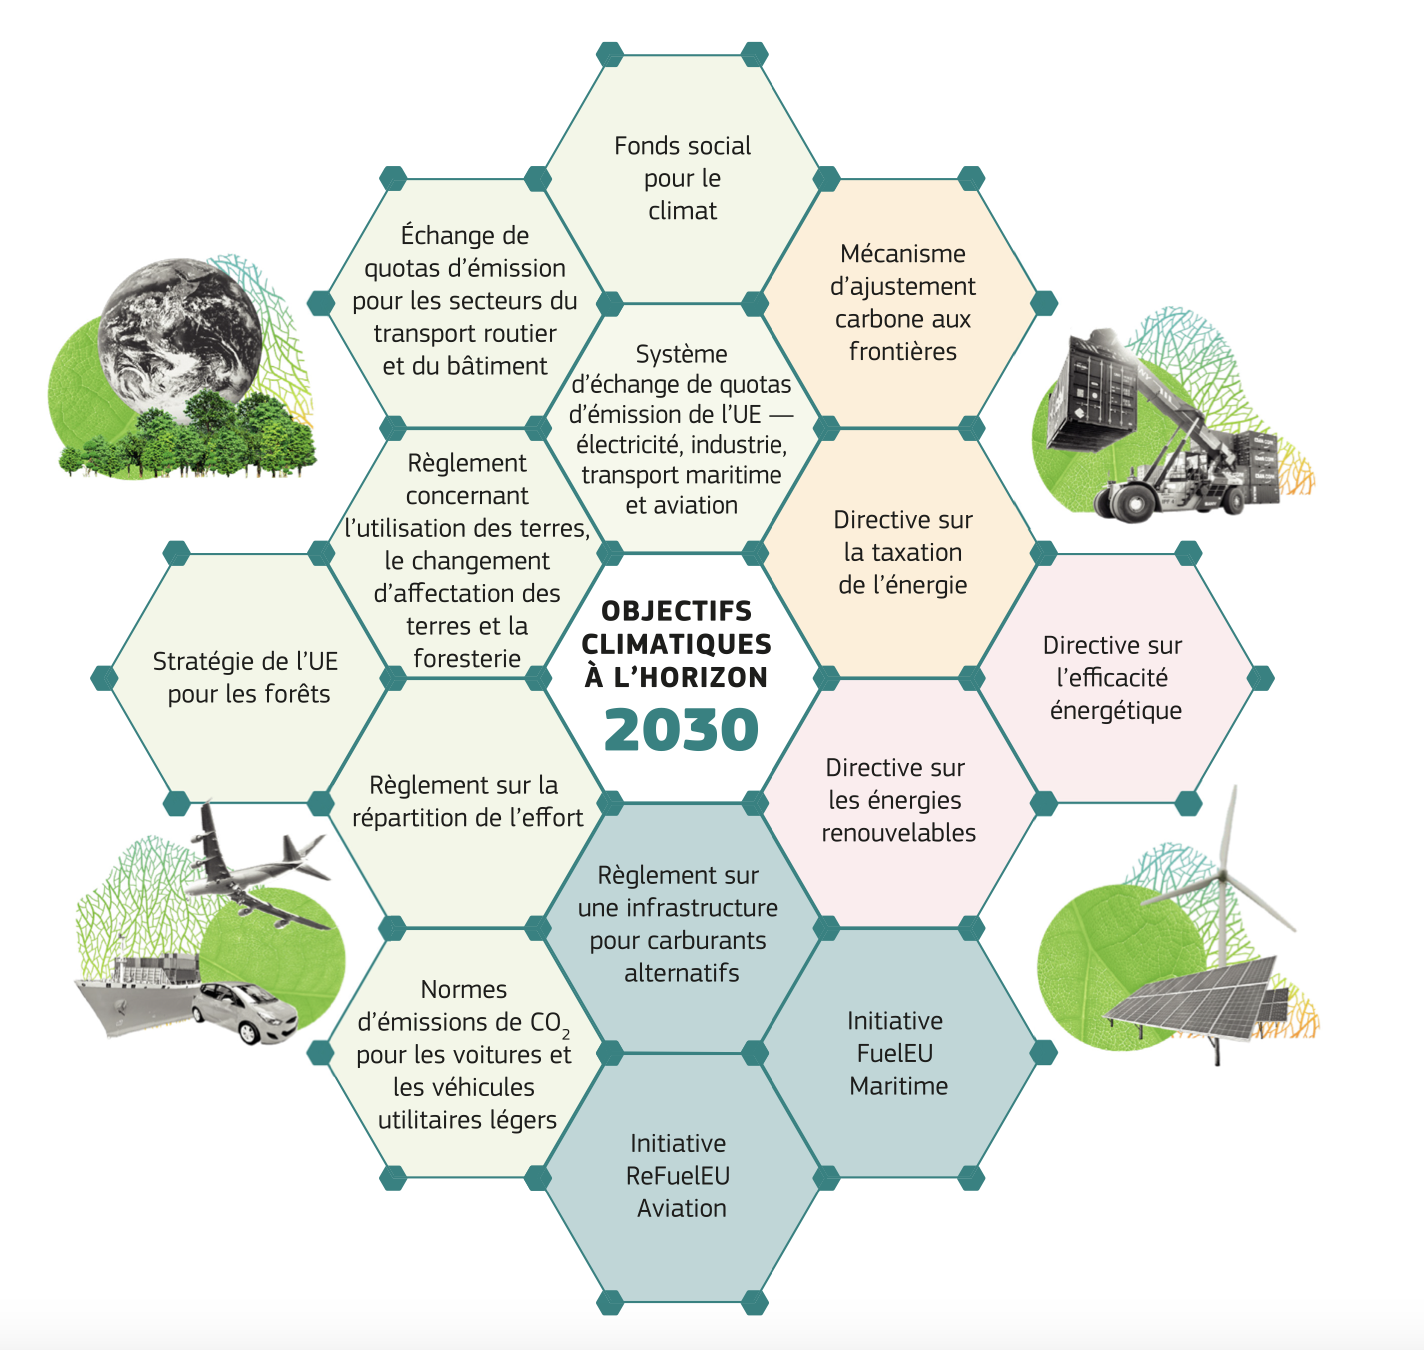 Fonds social
pour le
climat
Échange de
quotas d’émission
pour les secteurs du
transport routier
et du bâtiment
Mécanisme
d’ajustement
carbone aux
frontières
Système
d’échange de quotas
d’émission de l’UE —
électricité, industrie,
transport maritime
et aviation
Règlement
concernant
l’utilisation des terres,
le changement
d’affectation des
terres et la
foresterie
Directive sur
la taxation
de l’énergie
Stratégie de l’UE
pour les forêts
OBJECTIFS
CLIMATIQUES
À L’HORIZON
2030
Directive sur
l’efficacité
énergétique
Règlement sur la
répartition de l’effort
Directive sur
les énergies
renouvelables
Règlement sur
une infrastructure
pour carburants
alternatifs
Normes
d’émissions de CO₂
pour les voitures et
les véhicules
utilitaires légers
Initiative
FuelEU
Maritime
Initiative
ReFuelEU
Aviation